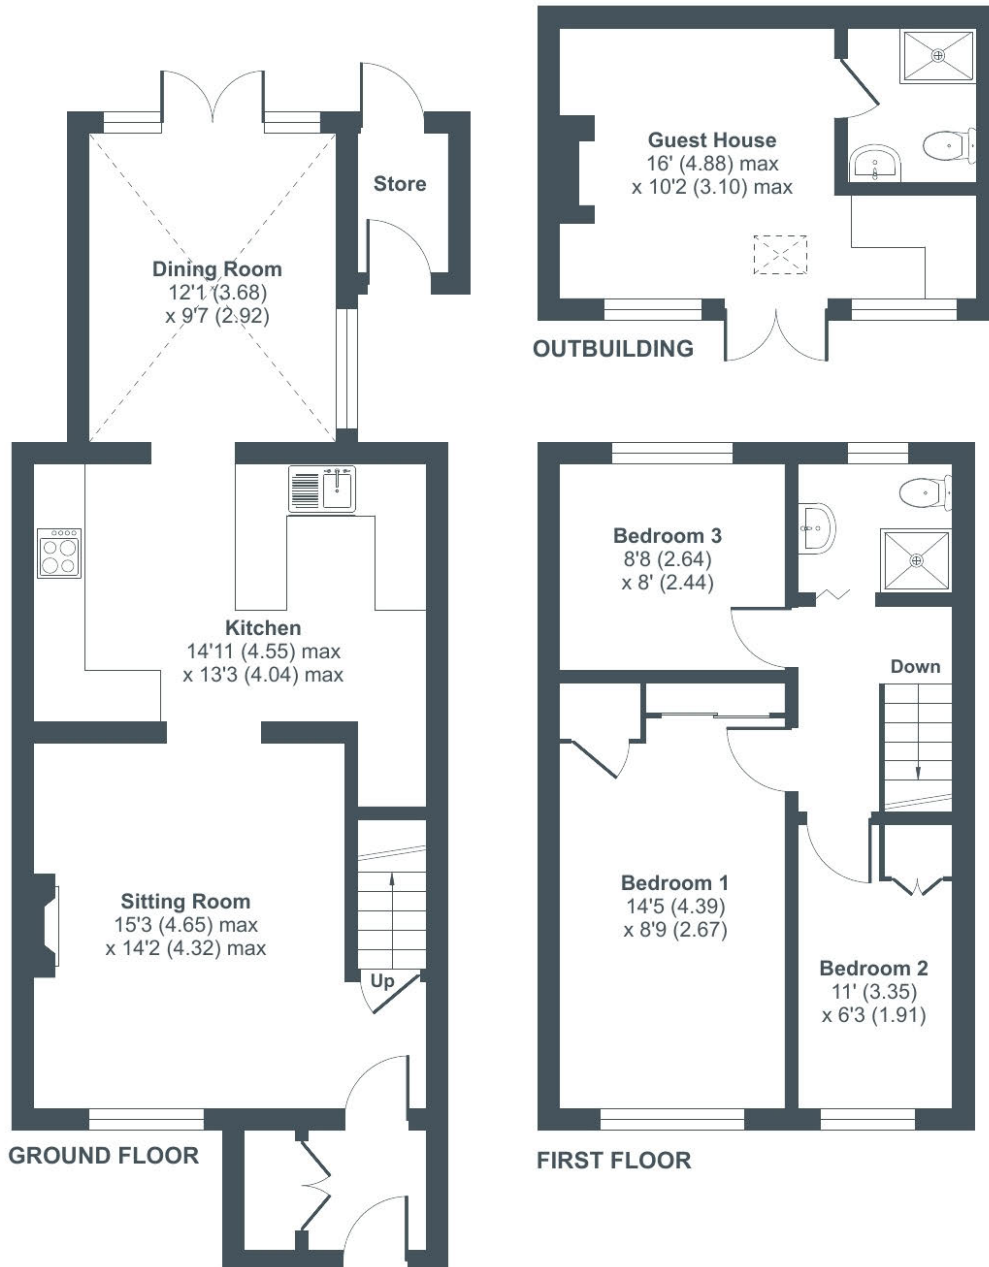 Store
Dining Room
12'1 (3.68)
x 9'7 (2.92)
Kitchen
14'11 (4.55) max
x 13'3 (4.04) max
Sitting Room
15'3 (4.65) max
x 14'2 (4.32) max
Up
GROUND FLOOR
Guest House
16' (4.88) max
x 10'2 (3.10) max
OUTBUILDING
Bedroom 3
8'8 (2.64)
x 8' (2.44)
Down
Bedroom 1
14'5 (4.39)
x 8'9 (2.67)
Bedroom 2
11' (3.35)
x 6'3 (1.91)
FIRST FLOOR